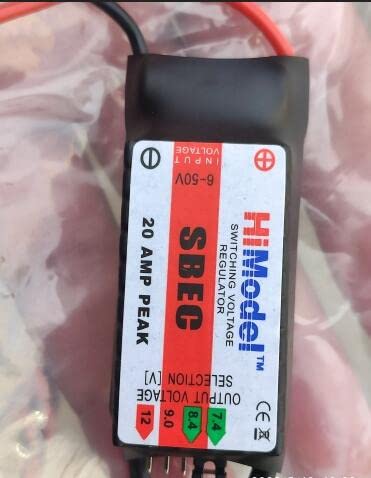 INPUT
VOLTAGE
6-50V
HiModel™
SWITCHING VOLTAGE
REGULATOR
SBEC
20 AMP PEAK
OUTPUT VOLTAGE
SELECTION [V]
7.4
8.4
9.0
12
CE